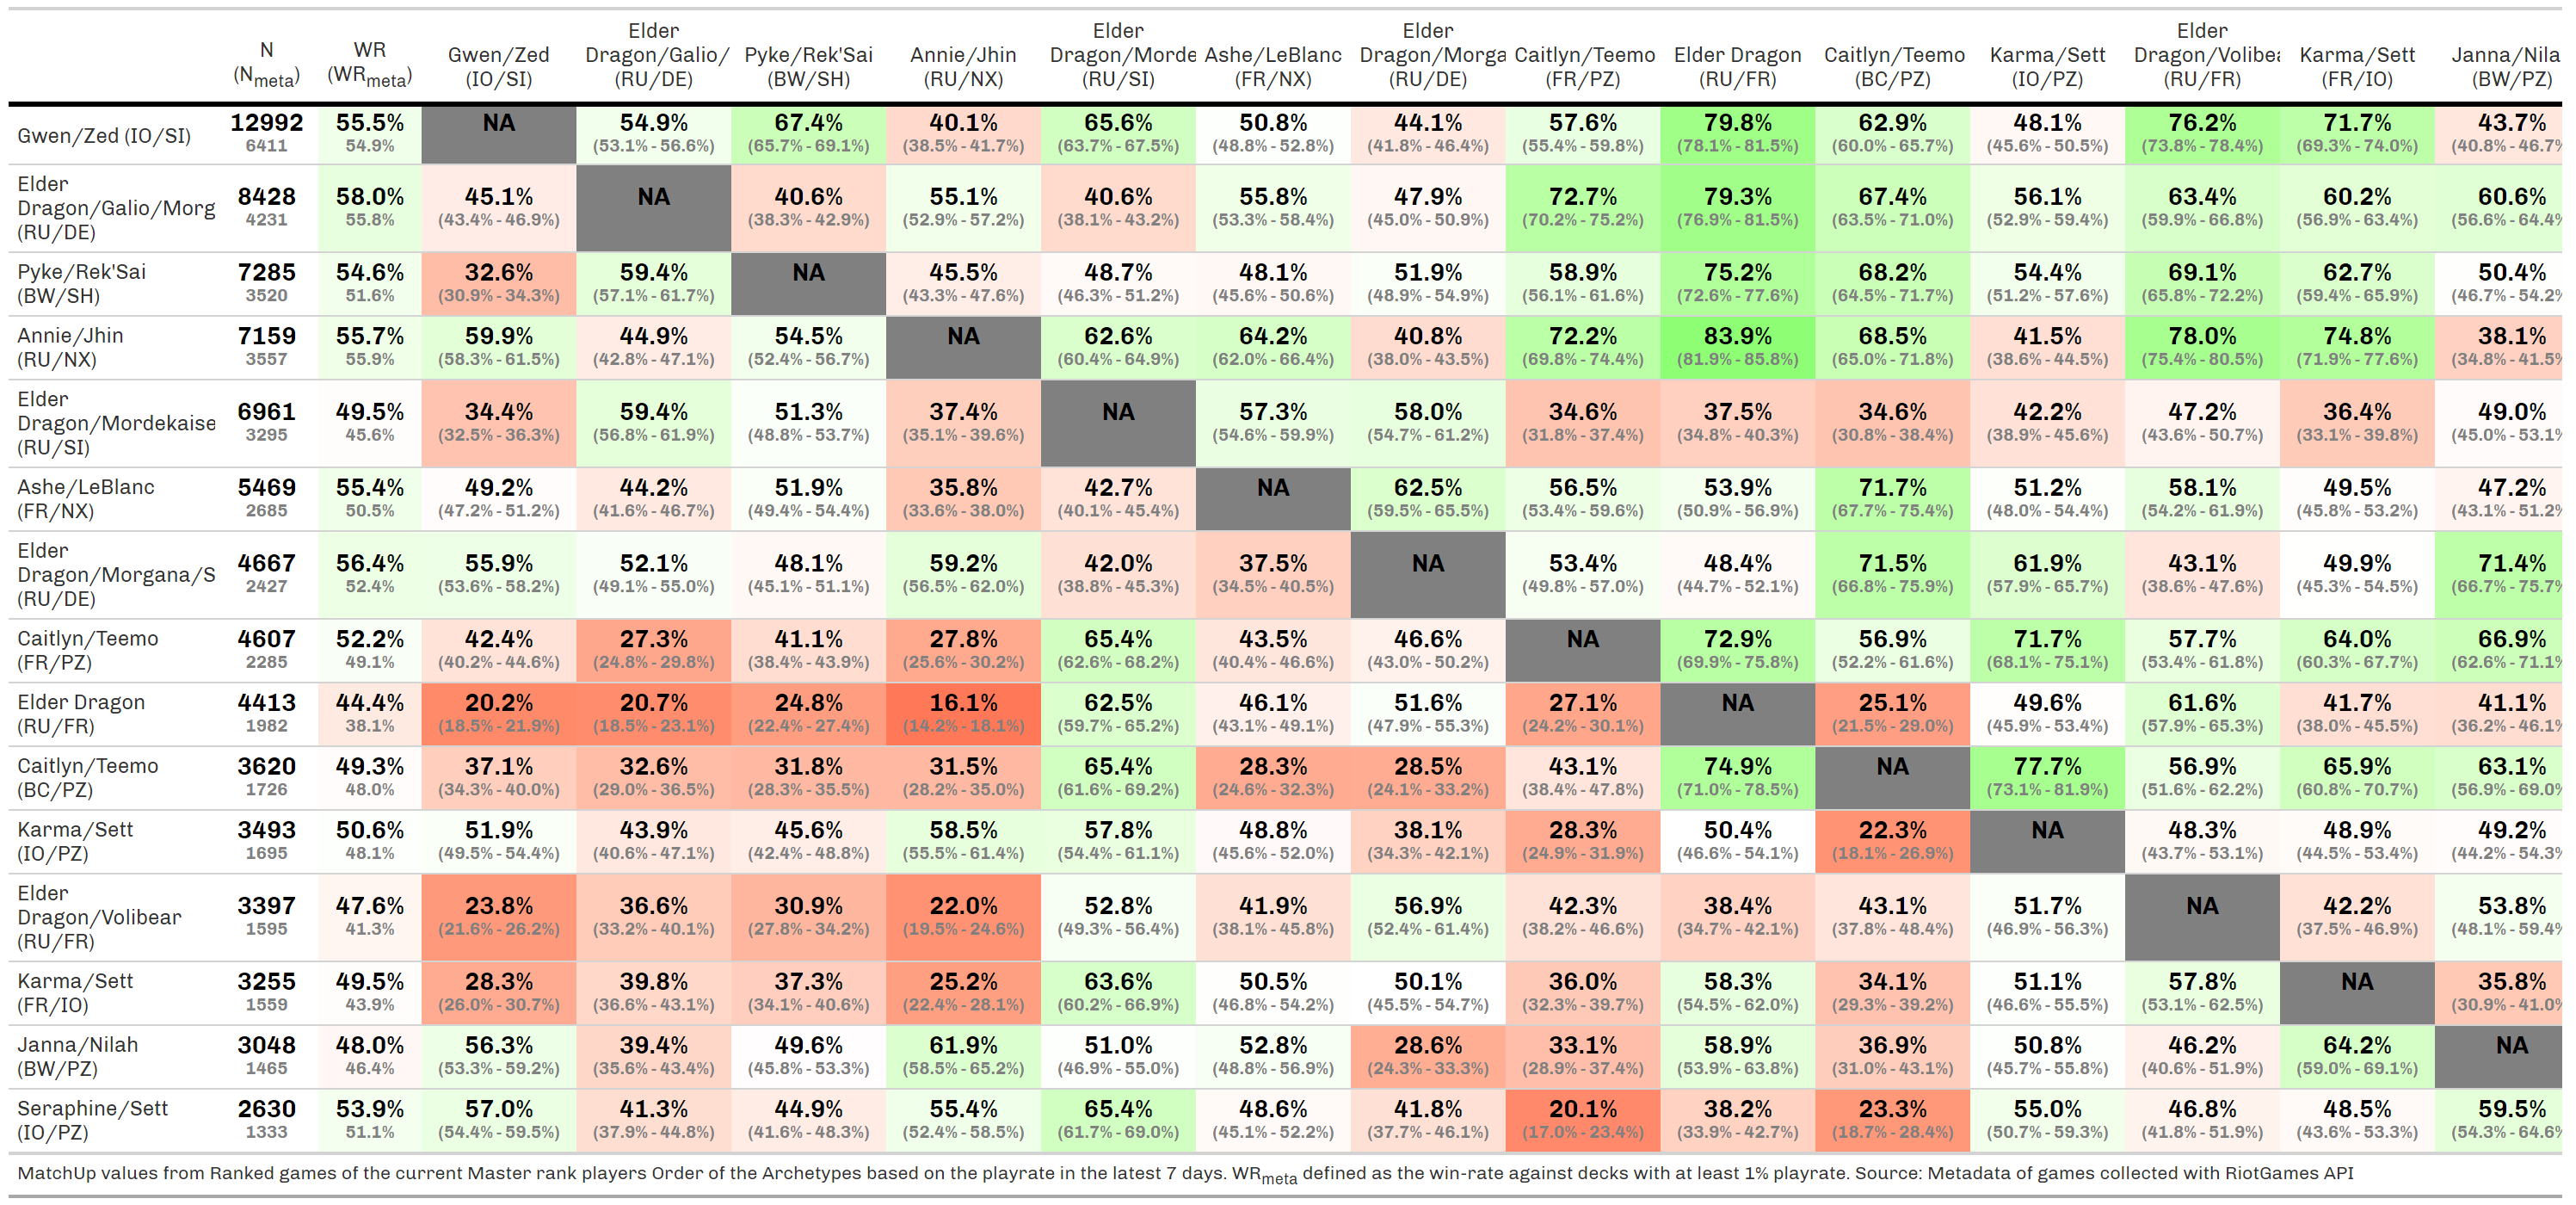 N (Nmeta) WR (WRmeta) Gwen/Zed (IO/SI) Elder Dragon/Galio/ (RU/DE) Pyke/Rek'Sai (BW/SH) Annie/Jhin (RU/NX) Elder Dragon/Morde (RU/SI) Ashe/LeBlanc (FR/NX) Elder Dragon/Morga (RU/DE) Caitlyn/Teemo (FR/PZ) Elder Dragon (RU/FR) Caitlyn/Teemo (BC/PZ) Karma/Sett (IO/PZ) Elder Dragon/Volibea (RU/FR) Karma/Sett (FR/IO) Janna/Nila (BW/PZ)
Gwen/Zed (IO/SI) 12992 55.5% NA 54.9% 67.4% 40.1% 65.6% 50.8% 44.1% 57.6% 79.8% 62.9% 48.1% 76.2% 71.7% 43.7%
6411 54.9% (53.1% - 56.6%) (65.7% - 69.1%) (38.5% - 41.7%) (63.7% - 67.5%) (48.8% - 52.8%) (41.8% - 46.4%) (55.4% - 59.8%) (78.1% - 81.5%) (60.0% - 65.7%) (45.6% - 50.5%) (73.8% - 78.4%) (69.3% - 74.0%) (40.8% - 46.7%
Elder Dragon/Galio/Morg (RU/DE) 8428 58.0% 45.1% NA 40.6% 55.1% 40.6% 55.8% 47.9% 72.7% 79.3% 67.4% 56.1% 63.4% 60.2% 60.6%
4231 55.8% (43.4% - 46.9%) (38.3% - 42.9%) (52.9% - 57.2%) (38.1% - 43.2%) (53.3% - 58.4%) (45.0% - 50.9%) (70.2% - 75.2%) (76.9% - 81.5%) (63.5% - 71.0%) (52.9% - 59.4%) (59.9% - 66.8%) (56.9% - 63.4%) (56.6% - 64.4%
Pyke/Rek'Sai (BW/SH) 7285 54.6% 32.6% 59.4% NA 45.5% 48.7% 48.1% 51.9% 58.9% 75.2% 68.2% 54.4% 69.1% 62.7% 50.4%
3520 51.6% (30.9% - 34.3%) (57.1% - 61.7%) (43.3% - 47.6%) (46.3% - 51.2%) (45.6% - 50.6%) (48.9% - 54.9%) (56.1% - 61.6%) (72.6% - 77.6%) (64.5% - 71.7%) (51.2% - 57.6%) (65.8% - 72.2%) (59.4% - 65.9%) (46.7% - 54.2%
Annie/Jhin (RU/NX) 7159 55.7% 59.9% 44.9% 54.5% NA 62.6% 64.2% 40.8% 72.2% 83.9% 68.5% 41.5% 78.0% 74.8% 38.1%
3557 55.9% (58.3% - 61.5%) (42.8% - 47.1%) (52.4% - 56.7%) (60.4% - 64.9%) (62.0% - 66.4%) (38.0% - 43.5%) (69.8% - 74.4%) (81.9% - 85.8%) (65.0% - 71.8%) (38.6% - 44.5%) (75.4% - 80.5%) (71.9% - 77.6%) (34.8% - 41.5%
Elder Dragon/Mordekaise (RU/SI) 6961 49.5% 34.4% 59.4% 51.3% 37.4% NA 57.3% 58.0% 34.6% 37.5% 34.6% 42.2% 47.2% 36.4% 49.0%
3295 45.6% (32.5% - 36.3%) (56.8% - 61.9%) (48.8% - 53.7%) (35.1% - 39.6%) (54.6% - 59.9%) (54.7% - 61.2%) (31.8% - 37.4%) (34.8% - 40.3%) (30.8% - 38.4%) (38.9% - 45.6%) (43.6% - 50.7%) (33.1% - 39.8%) (45.0% - 53.1%
Ashe/LeBlanc (FR/NX) 5469 55.4% 49.2% 44.2% 51.9% 35.8% 42.7% NA 62.5% 56.5% 53.9% 71.7% 51.2% 58.1% 49.5% 47.2%
2685 50.5% (47.2% - 51.2%) (41.6% - 46.7%) (49.4% - 54.4%) (33.6% - 38.0%) (40.1% - 45.4%) (59.5% - 65.5%) (53.4% - 59.6%) (50.9% - 56.9%) (67.7% - 75.4%) (48.0% - 54.4%) (54.2% - 61.9%) (45.8% - 53.2%) (43.1% - 51.2%
Elder Dragon/Morgana/S (RU/DE) 4667 56.4% 55.9% 52.1% 48.1% 59.2% 42.0% 37.5% NA 53.4% 48.4% 71.5% 61.9% 43.1% 49.9% 71.4%
2427 52.4% (53.6% - 58.2%) (49.1% - 55.0%) (45.1% - 51.1%) (56.5% - 62.0%) (38.8% - 45.3%) (34.5% - 40.5%) (49.8% - 57.0%) (44.7% - 52.1%) (66.8% - 75.9%) (57.9% - 65.7%) (38.6% - 47.6%) (45.3% - 54.5%) (66.7% - 75.7%
Caitlyn/Teemo (FR/PZ) 4607 52.2% 42.4% 27.3% 41.1% 27.8% 65.4% 43.5% 46.6% NA 72.9% 56.9% 71.7% 57.7% 64.0% 66.9%
2285 49.1% (40.2% - 44.6%) (24.8% - 29.8%) (38.4% - 43.9%) (25.6% - 30.2%) (62.6% - 68.2%) (40.4% - 46.6%) (43.0% - 50.2%) (69.9% - 75.8%) (52.2% - 61.6%) (68.1% - 75.1%) (53.4% - 61.8%) (60.3% - 67.7%) (62.6% - 71.1%
Elder Dragon (RU/FR) 4413 44.4% 20.2% 20.7% 24.8% 16.1% 62.5% 46.1% 51.6% 27.1% NA 25.1% 49.6% 61.6% 41.7% 41.1%
1982 38.1% (18.5% - 21.9%) (18.5% - 23.1%) (22.4% - 27.4%) (14.2% - 18.1%) (59.7% - 65.2%) (43.1% - 49.1%) (47.9% - 55.3%) (24.2% - 30.1%) (21.5% - 29.0%) (45.9% - 53.4%) (57.9% - 65.3%) (38.0% - 45.5%) (36.2% - 46.1%
Caitlyn/Teemo (BC/PZ) 3620 49.3% 37.1% 32.6% 31.8% 31.5% 65.4% 28.3% 28.5% 43.1% 74.9% NA 77.7% 56.9% 65.9% 63.1%
1726 48.0% (34.3% - 40.0%) (29.0% - 36.5%) (28.3% - 35.5%) (28.2% - 35.0%) (61.6% - 69.2%) (24.6% - 32.3%) (24.1% - 33.2%) (38.4% - 47.8%) (71.0% - 78.5%) (73.1% - 81.9%) (51.6% - 62.2%) (60.8% - 70.7%) (56.9% - 69.0%
Karma/Sett (IO/PZ) 3493 50.6% 51.9% 43.9% 45.6% 58.5% 57.8% 48.8% 38.1% 28.3% 50.4% 22.3% NA 48.3% 48.9% 49.2%
1695 48.1% (49.5% - 54.4%) (40.6% - 47.1%) (42.4% - 48.8%) (55.5% - 61.4%) (54.4% - 61.1%) (45.6% - 52.0%) (34.3% - 42.1%) (24.9% - 31.9%) (46.6% - 54.1%) (18.1% - 26.9%) (43.7% - 53.1%) (44.5% - 53.4%) (44.2% - 54.3%
Elder Dragon/Volibear (RU/FR) 3397 47.6% 23.8% 36.6% 30.9% 22.0% 52.8% 41.9% 56.9% 42.3% 38.4% 43.1% 51.7% NA 42.2% 53.8%
1595 41.3% (21.6% - 26.2%) (33.2% - 40.1%) (27.8% - 34.2%) (19.5% - 24.6%) (49.3% - 56.4%) (38.1% - 45.8%) (52.4% - 61.4%) (38.2% - 46.6%) (34.7% - 42.1%) (37.8% - 48.4%) (46.9% - 56.3%) (37.5% - 46.9%) (48.1% - 59.4%
Karma/Sett (FR/IO) 3255 49.5% 28.3% 39.8% 37.3% 25.2% 63.6% 50.5% 50.1% 36.0% 58.3% 34.1% 51.1% 57.8% NA 35.8%
1559 43.9% (26.0% - 30.7%) (36.6% - 43.1%) (34.1% - 40.6%) (22.4% - 28.1%) (60.2% - 66.9%) (46.8% - 54.2%) (45.5% - 54.7%) (32.3% - 39.7%) (54.5% - 62.0%) (29.3% - 39.2%) (46.6% - 55.5%) (53.1% - 62.5%) (30.9% - 41.0%
Janna/Nilah (BW/PZ) 3048 48.0% 56.3% 39.4% 49.6% 61.9% 51.0% 52.8% 28.6% 33.1% 58.9% 36.9% 50.8% 46.2% 64.2% NA
1465 46.4% (53.3% - 59.2%) (35.6% - 43.4%) (45.8% - 53.3%) (58.5% - 65.2%) (46.9% - 55.0%) (48.8% - 56.9%) (24.3% - 33.3%) (28.9% - 37.4%) (53.9% - 63.8%) (31.0% - 43.1%) (45.7% - 55.8%) (40.6% - 51.9%) (59.0% - 69.1%)
Seraphine/Sett (IO/PZ) 2630 53.9% 57.0% 41.3% 44.9% 55.4% 65.4% 48.6% 41.8% 20.1% 38.2% 23.3% 55.0% 46.8% 48.5% 59.5%
1333 51.1% (54.4% - 59.5%) (37.9% - 44.8%) (41.6% - 48.3%) (52.4% - 58.5%) (61.7% - 69.0%) (45.1% - 52.2%) (37.7% - 46.1%) (17.0% - 23.4%) (33.9% - 42.7%) (18.7% - 28.4%) (50.7% - 59.3%) (41.8% - 51.9%) (43.6% - 53.3%) (54.3% - 64.6%
MatchUp values from Ranked games of the current Master rank players Order of the Archetypes based on the playrate in the latest 7 days. WRmeta defined as the win-rate against decks with at least 1% playrate. Source: Metadata of games collected with RiotGames API